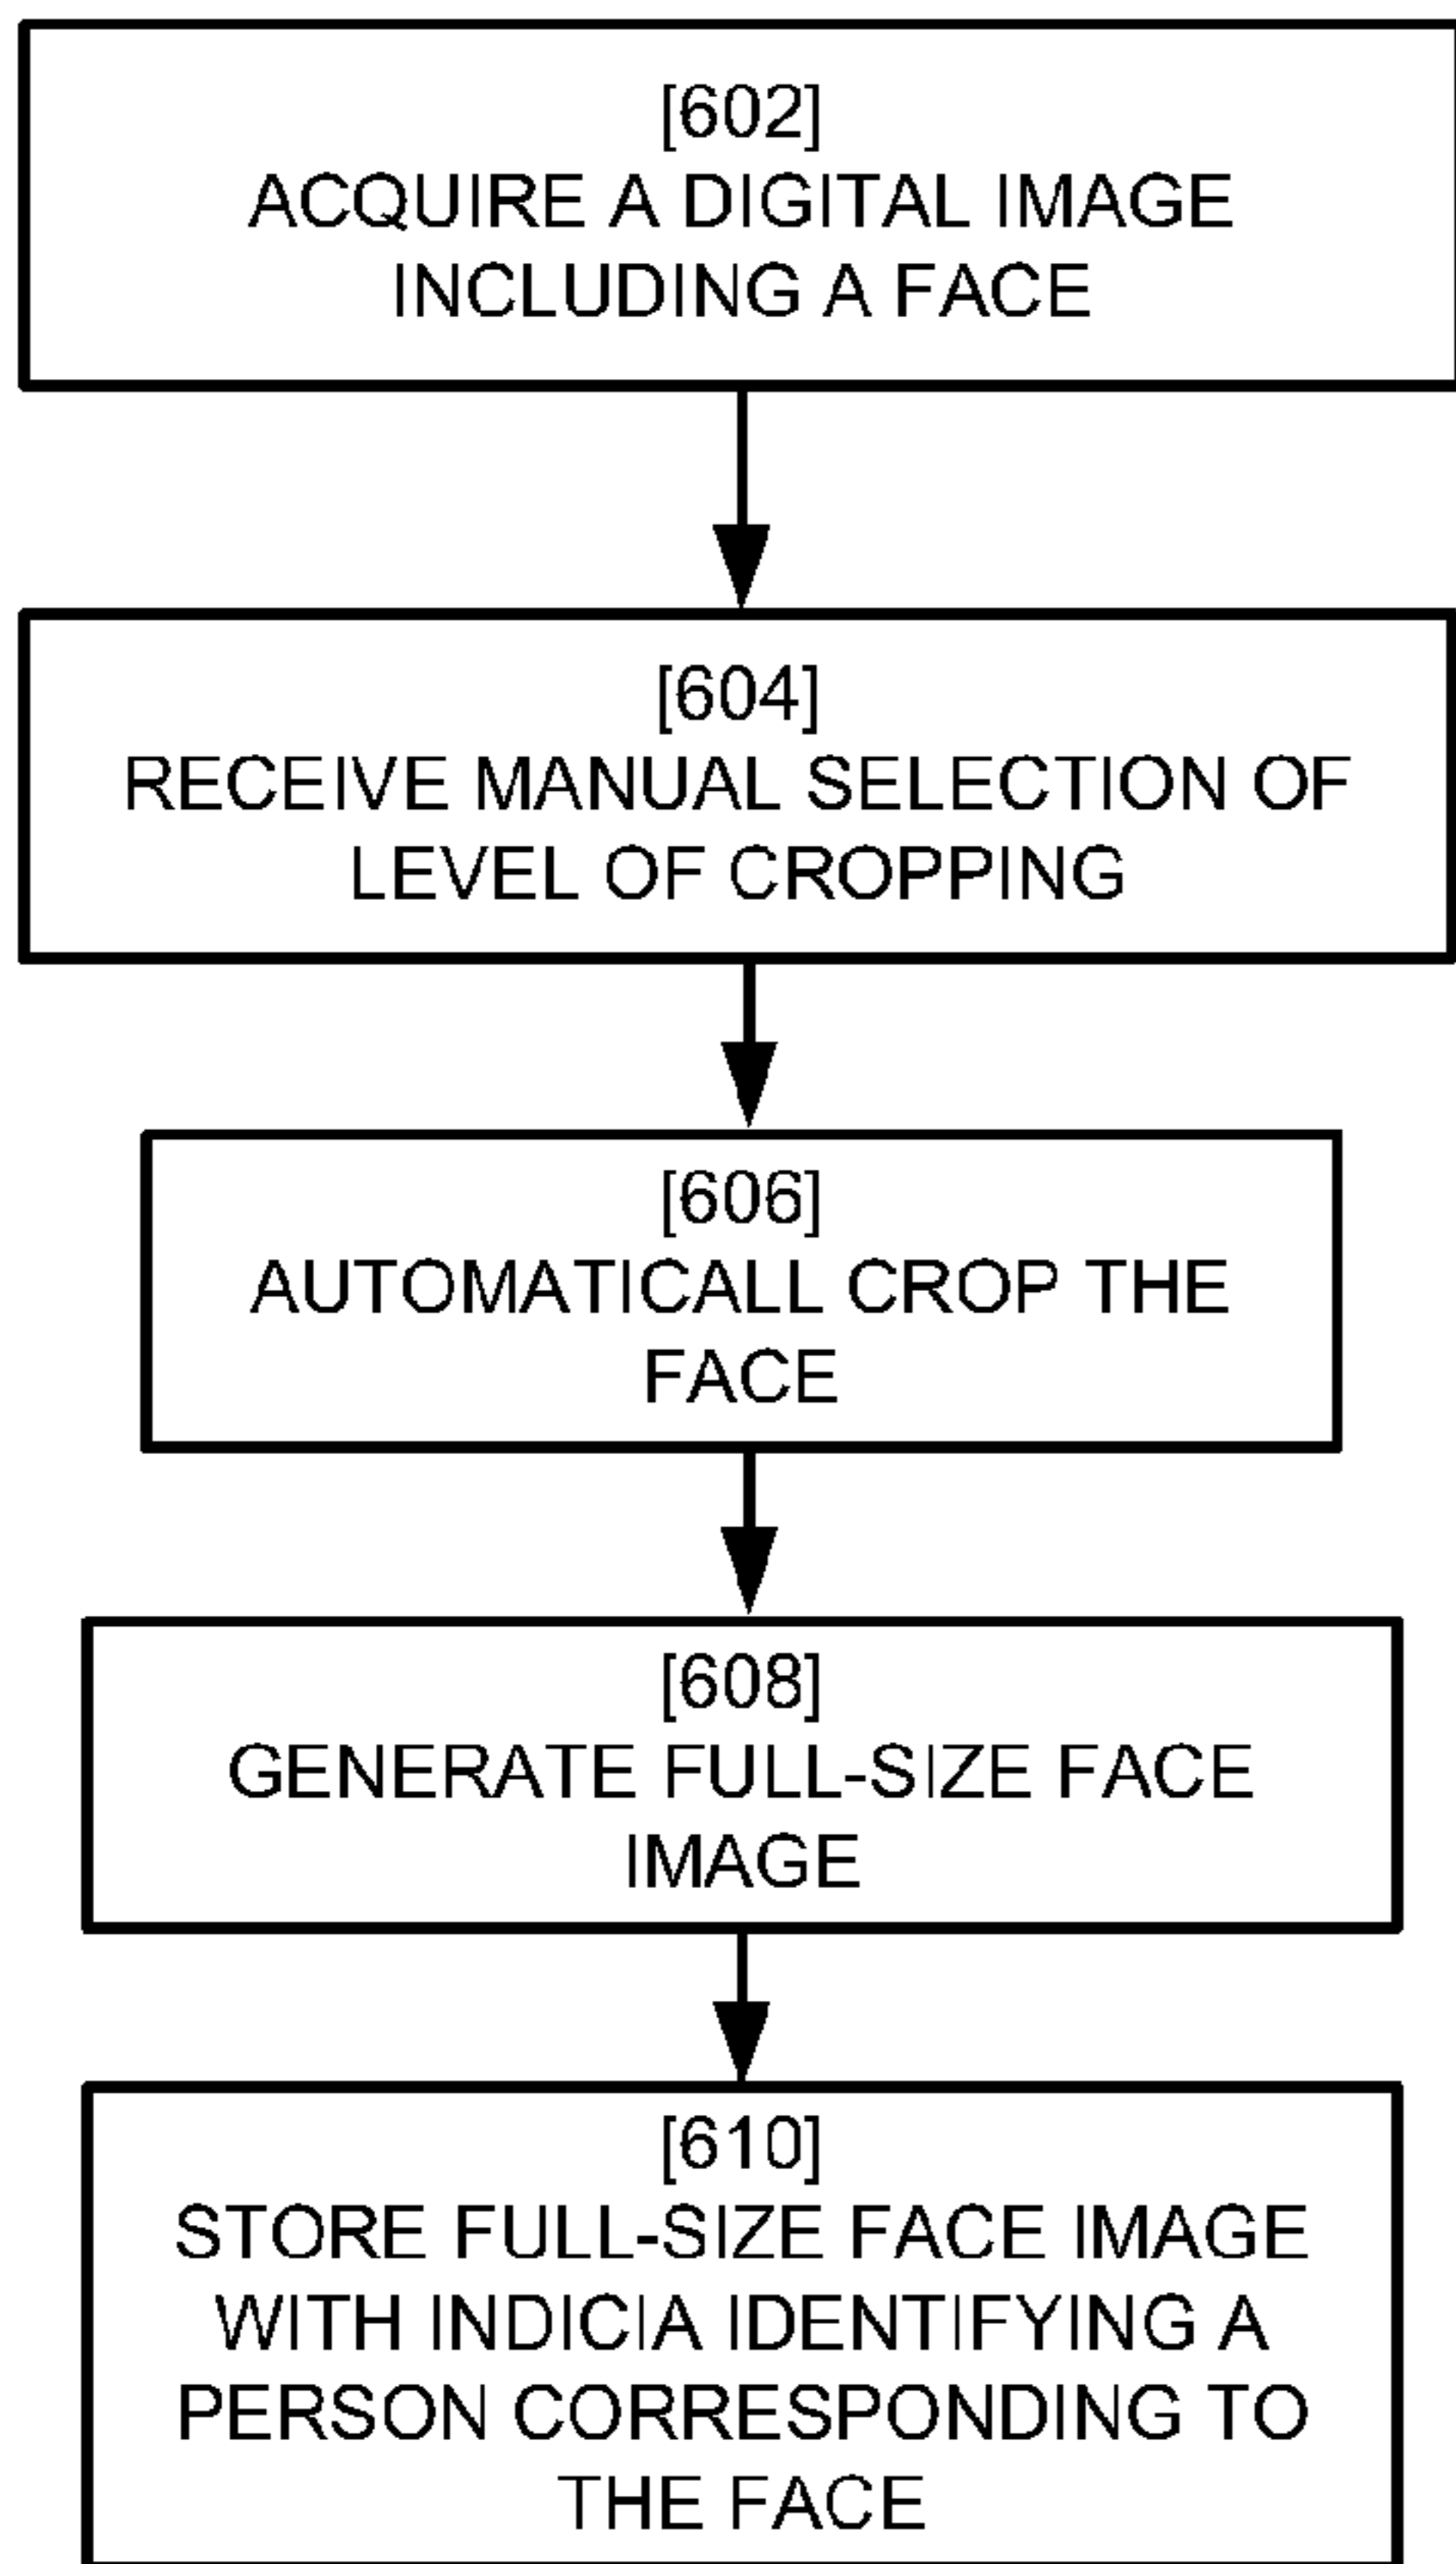 [602]
ACQUIRE A DIGITAL IMAGE
INCLUDING A FACE
[604]
RECEIVE MANUAL SELECTION OF
LEVEL OF CROPPING
[606]
AUTOMATICALL CROP THE
FACE
[608]
GENERATE FULL-SIZE FACE
IMAGE
[610]
STORE FULL-SIZE FACE IMAGE
WITH INDICIA IDENTIFYING A
PERSON CORRESPONDING TO
THE FACE